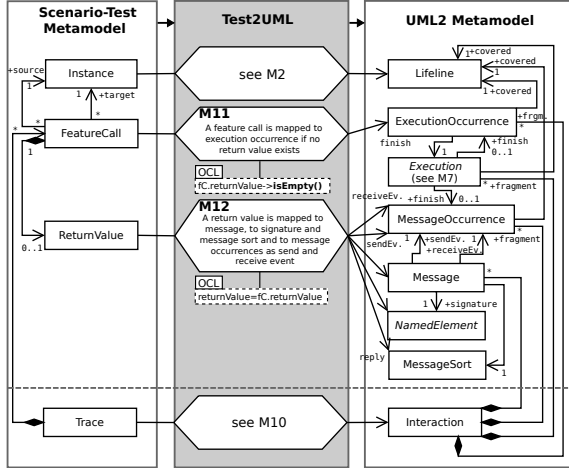 Scenario-Test
Metamodel
Test2UML
UML2 Metamodel
+source
1
Instance
see M2
Lifeline
1
+covered
+covered
1
1
+covered
1
+target
*
*
*
FeatureCall
1
M11
A feature call is mapped to
execution occurrence if no
return value exists
OCL
fC.returnValue->isEmpty()
ExecutionOccurrence
+frgm.
*
finish
1
+finish
0..1
Execution
(see M7)
*
+fragment
receiveEv.
+finish
0..1
M12
A return value is mapped to
message, to signature and
message sort and to message
occurrences as send and
receive event
OCL
returnValue=fC.returnValue
ReturnValue
0..1
MessageOccurrence
*
sendEv.
1
+sendEv.
1
+fragment
+receiveEv.
Message
*
*
1
+signature
NamedElement
reply
MessageSort
1
Trace
see M10
Interaction